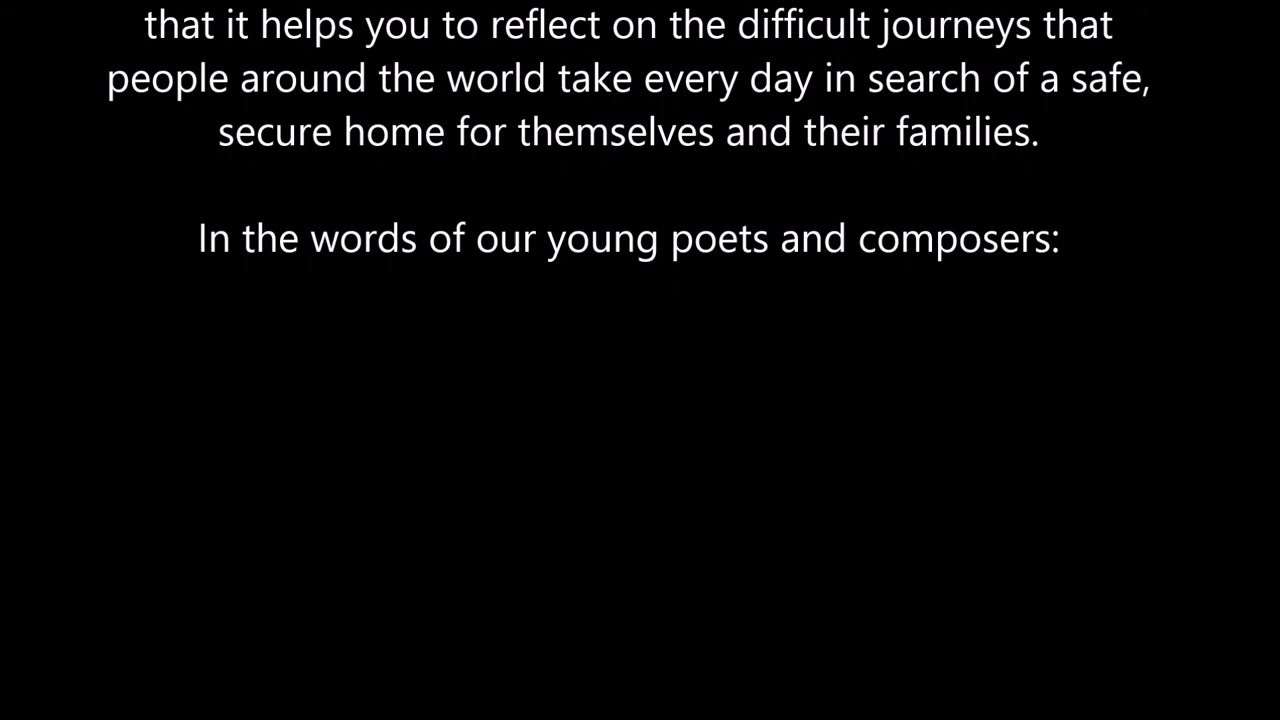 that it helps you to reflect on the difficult journeys that
people around the world take every day in search of a safe,
secure home for themselves and their families.
In the words of our young poets and composers: